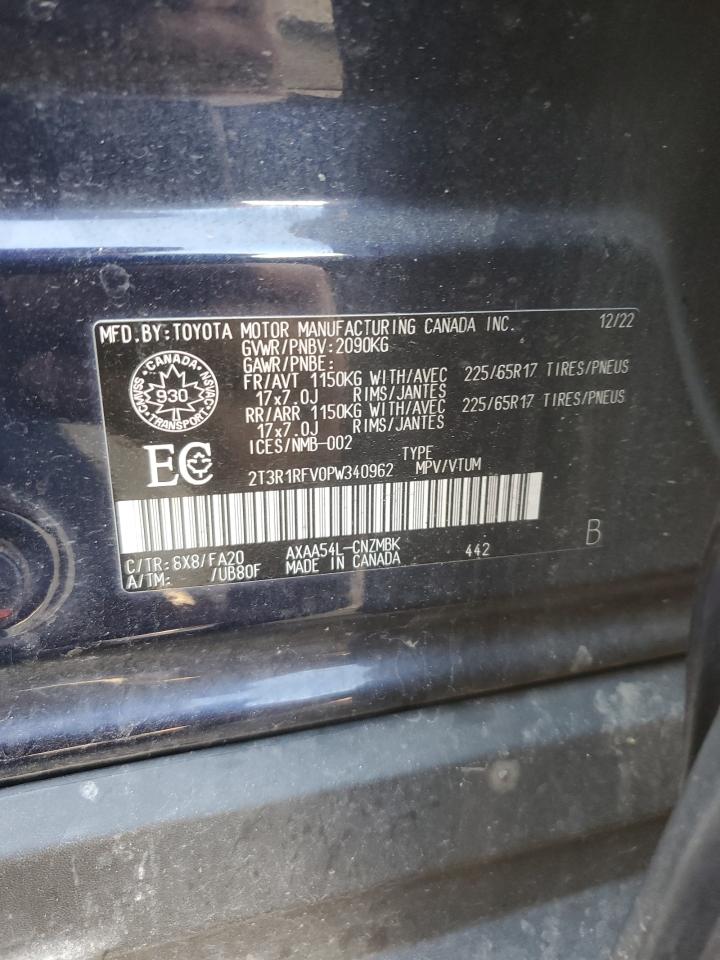 MFD.BY:TOYOTA MOTOR MANUFACTURING CANADA INC. 12/22
GVWR/PNBV:2090KG
GAWR/PNBE:
FR/AVT 1150KG WITH/AVEC 225/65R17 TIRES/PNEUS
17x7.0J RIMS/JANTES
RR/ARR 1150KG WITH/AVEC 225/65R17 TIRES/PNEUS
17x7.0J RIMS/JANTES
ICES/NMB-002
CANADA
930
TRANSPORT
CMVSS
NSVAC
EC
TYPE
2T3R1RFV0PW340962 MPV/VTUM
C/TR:8X8/FA20 AXAA54L-CNZMBK 442 B
A/TM: /UB80F MADE IN CANADA